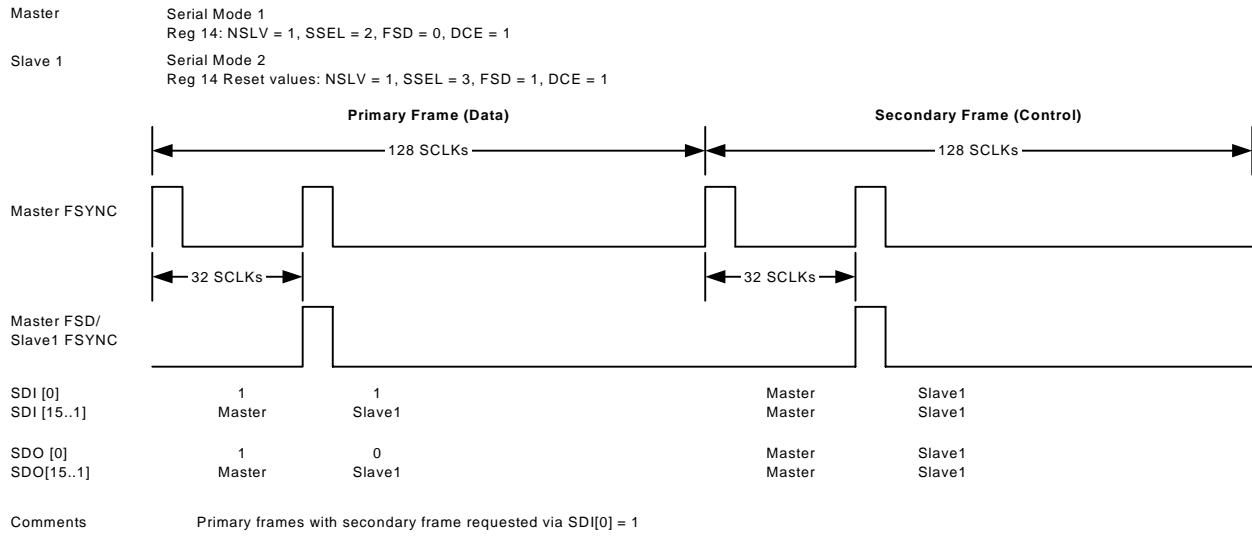 Master Serial Mode 1
Reg 14: NSLV = 1, SSEL = 2, FSD = 0, DCE = 1
Slave 1 Serial Mode 2
Reg 14 Reset values: NSLV = 1, SSEL = 3, FSD = 1, DCE = 1
Primary Frame (Data) Secondary Frame (Control)
128 SCLKs 128 SCLKs
Master FSYNC
32 SCLKs 32 SCLKs
Master FSD/
Slave1 FSYNC
SDI [0] 1 1 Master Slave1
SDI [15..1] Master Slave1 Master Slave1
SDO [0] 1 0 Master Slave1
SDO[15..1] Master Slave1 Master Slave1
Comments Primary frames with secondary frame requested via SDI[0] = 1